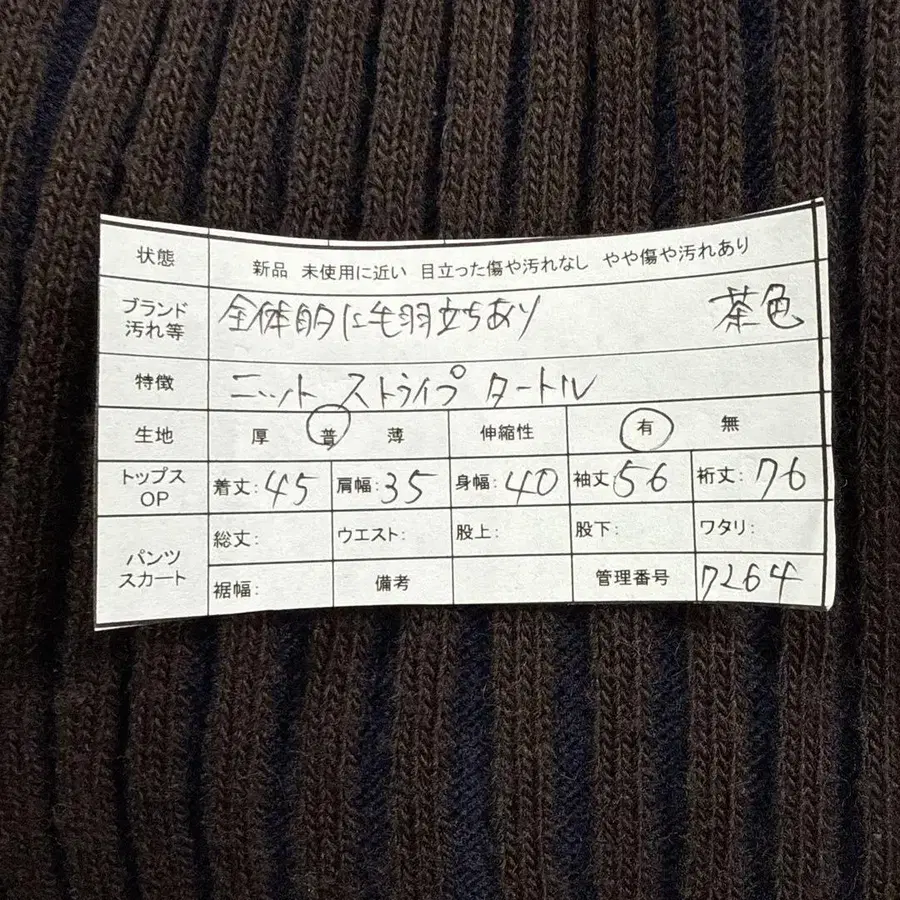 状態 新品 未使用に近い 目立った傷や汚れなし やや傷や汚れあり
ブランド 全体的に毛羽立ちあり 茶色
汚れ等
特徴 ニット ストライプ タートル
生地 厚 普 薄 伸縮性 有 無
トップス 着丈:45 肩幅:35 身幅:40 袖丈56 裄丈:76
OP
総丈: ウエスト: 股上: 股下: ワタリ:
パンツ
スカート
裾幅: 備考 管理番号 7264